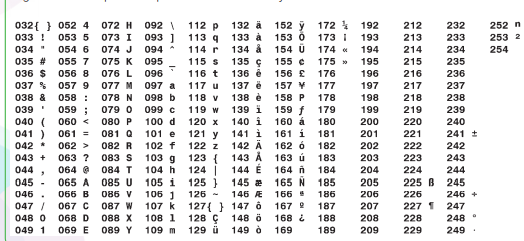 032{ } 052 4 072 H 092 \ 112 p 132 ä 152 ÿ 172 ¼ 192 212 232 252 n
033 ! 053 5 073 I 093 ] 113 q 133 à 153 Ö 173 ¡ 193 213 233 253 ²
034 " 054 6 074 J 094 ^ 114 r 134 å 154 Ü 174 « 194 214 234 254
035 # 055 7 075 K 095 _ 115 s 135 ç 155 ¢ 175 » 195 215 235
036 $ 056 8 076 L 096 ` 116 t 136 ê 156 £ 176 196 216 236
037 % 057 9 077 M 097 a 117 u 137 ë 157 ¥ 177 197 217 237
038 & 058 : 078 N 098 b 118 v 138 è 158 P 178 198 218 238
039 ' 059 ; 079 O 099 c 119 w 139 ï 159 ƒ 179 199 219 239
040 ( 060 < 080 P 100 d 120 x 140 î 160 á 180 200 220 240
041 ) 061 = 081 Q 101 e 121 y 141 ì 161 í 181 201 221 241 ±
042 * 062 > 082 R 102 f 122 z 142 Ä 162 ó 182 202 222 242
043 + 063 ? 083 S 103 g 123 { 143 Å 163 ú 183 203 223 243
044 , 064 @ 084 T 104 h 124 | 144 É 164 ñ 184 204 224 244
045 - 065 A 085 U 105 i 125 } 145 æ 165 Ñ 185 205 225 ß 245
046 . 066 B 086 V 106 j 126 ~ 146 Æ 166 ª 186 206 226 246 ÷
047 / 067 C 087 W 107 k 127{ } 147 ô 167 º 187 207 227 ¶ 247
048 0 068 D 088 X 108 l 128 Ç 148 ö 168 ¿ 188 208 228 248 °
049 1 069 E 089 Y 109 m 129 ü 149 ò 169 189 209 229 249 ·